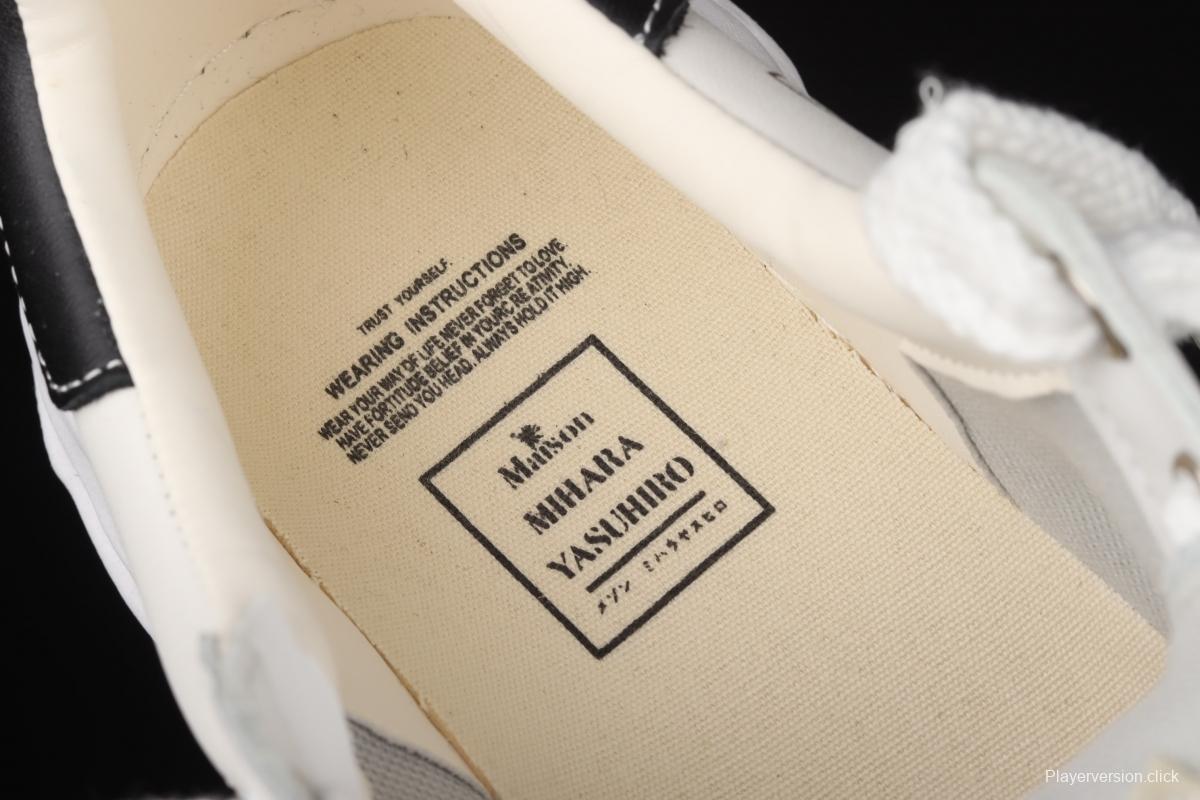 TRUST YOURSELF.
WEARING INSTRUCTIONS
WEAR YOUR WAY OF LIFE.NEVER FORGET TO LOVE.
HAVE FORTITUDE BELIEF IN YOURC REATIVITY.
NEVER SEND YOU HEAD. ALWAYS HOLD IT HIGH.
Maison
MIHARA
YASUHIRO
メゾン ミハラヤスヒロ
Playerversion.click